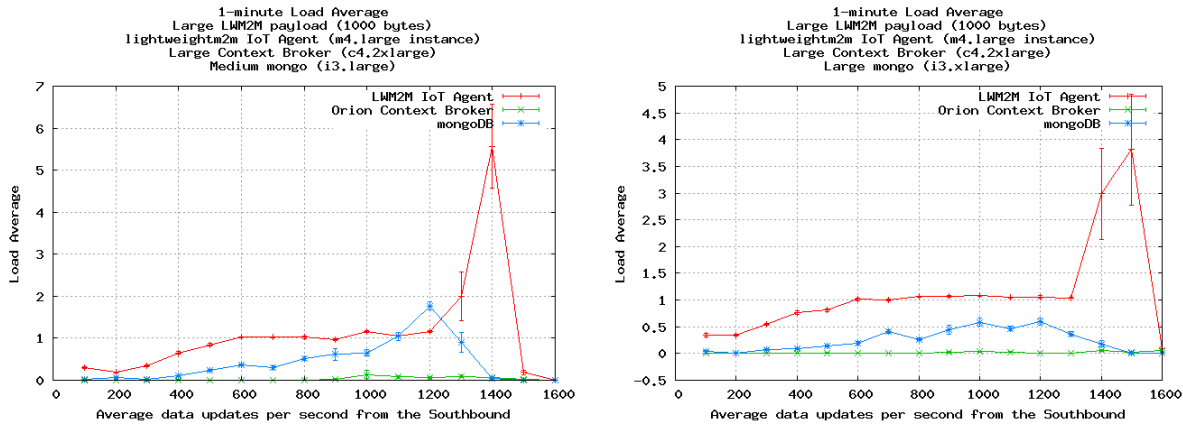 1-minute Load Average
Large LWM2M payload (1000 bytes)
lightweightm2m IoT Agent (m4.large instance)
Large Context Broker (c4.2xlarge)
Medium mongo (i3.large)
7
6
5
4
3
2
1
0
Load Average
LWM2M IoT Agent
Orion Context Broker
mongoDB
0 200 400 600 800 1000 1200 1400 1600
Average data updates per second from the Southbound
1-minute Load Average
Large LWM2M payload (1000 bytes)
lightweightm2m IoT Agent (m4.large instance)
Large Context Broker (c4.2xlarge)
Large mongo (i3.xlarge)
5
4.5
4
3.5
3
2.5
2
1.5
1
0.5
0
-0.5
Load Average
LWM2M IoT Agent
Orion Context Broker
mongoDB
0 200 400 600 800 1000 1200 1400 1600
Average data updates per second from the Southbound